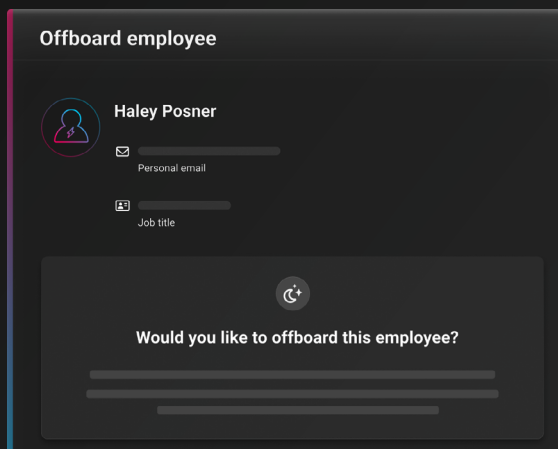 Offboard employee
Haley Posner
Personal email
Job title
Would you like to offboard this employee?